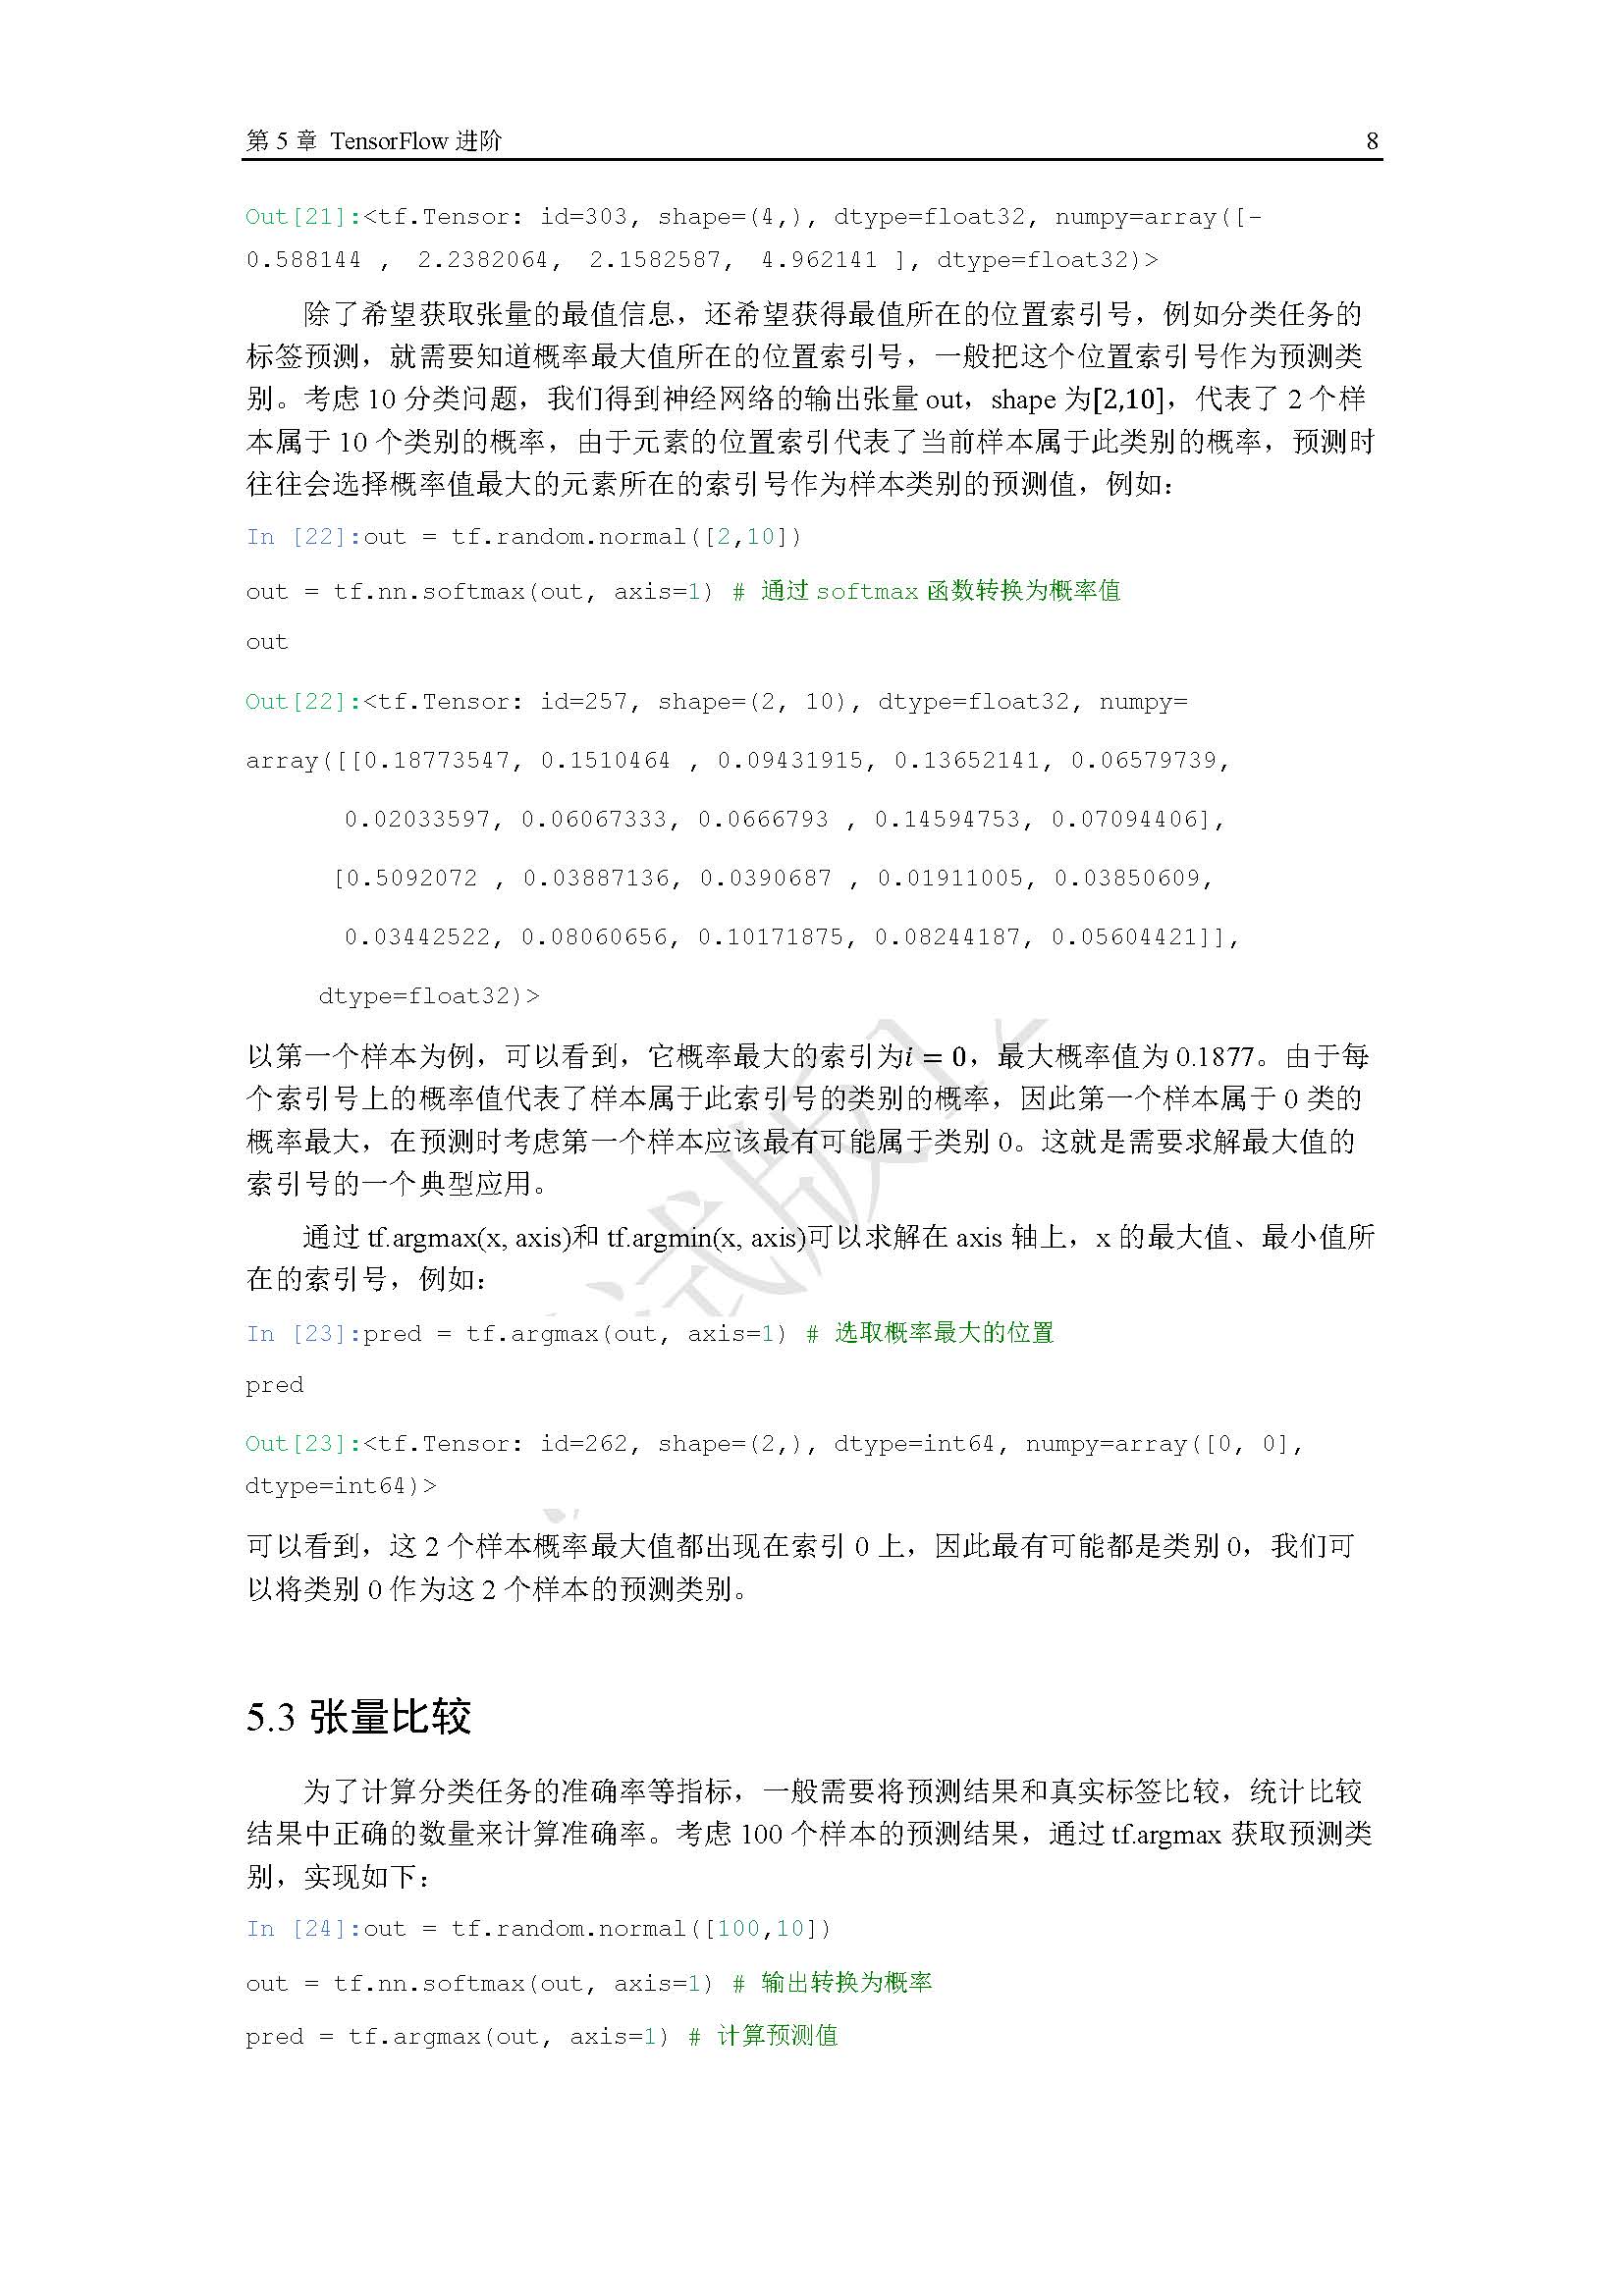 第 5 章 TensorFlow 进阶 8
Out[21]:<tf.Tensor: id=303, shape=(4,), dtype=float32, numpy=array([-
0.588144 , 2.2382064, 2.1582587, 4.962141 ], dtype=float32)>
除了希望获取张量的最值信息，还希望获得最值所在的位置索引号，例如分类任务的
标签预测，就需要知道概率最大值所在的位置索引号，一般把这个位置索引号作为预测类
别。考虑 10 分类问题，我们得到神经网络的输出张量 out，shape 为[2,10]，代表了 2 个样
本属于 10 个类别的概率，由于元素的位置索引代表了当前样本属于此类别的概率，预测时
往往会选择概率值最大的元素所在的索引号作为样本类别的预测值，例如：
In [22]:out = tf.random.normal([2,10])
out = tf.nn.softmax(out, axis=1) # 通过 softmax 函数转换为概率值
out
Out[22]:<tf.Tensor: id=257, shape=(2, 10), dtype=float32, numpy=
array([[0.18773547, 0.1510464 , 0.09431915, 0.13652141, 0.06579739,
0.02033597, 0.06067333, 0.0666793 , 0.14594753, 0.07094406],
[0.5092072 , 0.03887136, 0.0390687 , 0.01911005, 0.03850609,
0.03442522, 0.08060656, 0.10171875, 0.08244187, 0.05604421]],
dtype=float32)>
以第一个样本为例，可以看到，它概率最大的索引为i = 0，最大概率值为 0.1877。由于每
个索引号上的概率值代表了样本属于此索引号的类别的概率，因此第一个样本属于 0 类的
概率最大，在预测时考虑第一个样本应该最有可能属于类别 0。这就是需要求解最大值的
索引号的一个典型应用。
通过 tf.argmax(x, axis)和 tf.argmin(x, axis)可以求解在 axis 轴上，x 的最大值、最小值所
在的索引号，例如：
In [23]:pred = tf.argmax(out, axis=1) # 选取概率最大的位置
pred
Out[23]:<tf.Tensor: id=262, shape=(2,), dtype=int64, numpy=array([0, 0],
dtype=int64)>
可以看到，这 2 个样本概率最大值都出现在索引 0 上，因此最有可能都是类别 0，我们可
以将类别 0 作为这 2 个样本的预测类别。
5.3 张量比较
为了计算分类任务的准确率等指标，一般需要将预测结果和真实标签比较，统计比较
结果中正确的数量来计算准确率。考虑 100 个样本的预测结果，通过 tf.argmax 获取预测类
别，实现如下：
In [24]:out = tf.random.normal([100,10])
out = tf.nn.softmax(out, axis=1) # 输出转换为概率
pred = tf.argmax(out, axis=1) # 计算预测值
试版